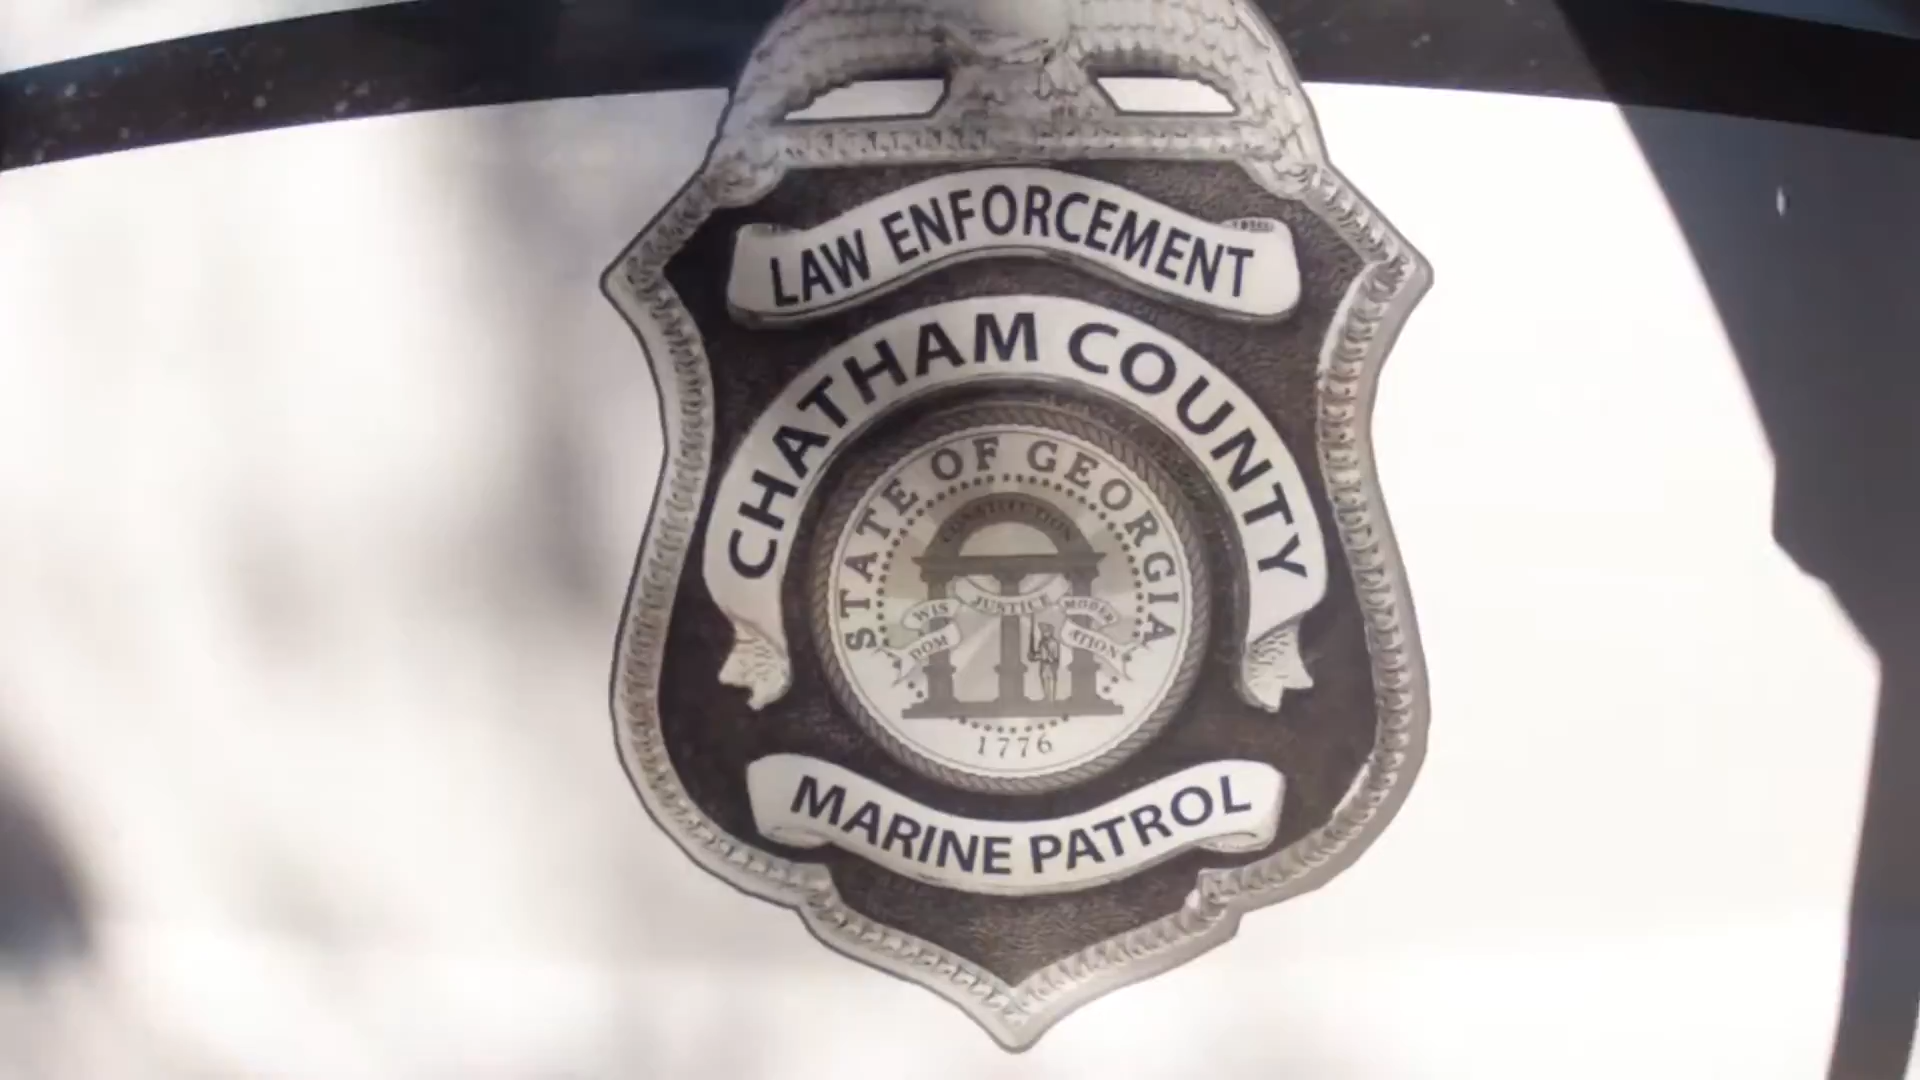 LAW ENFORCEMENT
CHATHAM COUNTY
STATE OF GEORGIA
CONSTITUTION
WIS JUSTICE MODER
DOM ATION
1776
MARINE PATROL